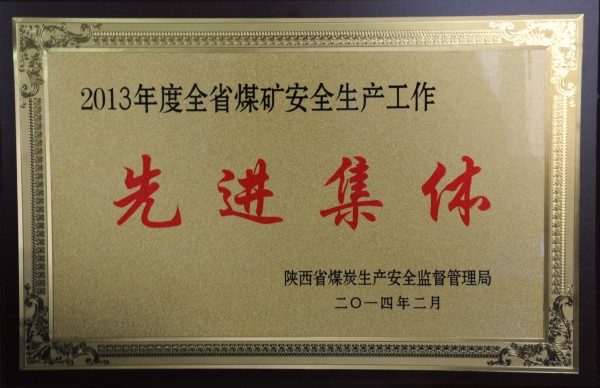 2013年度全省煤矿安全生产工作
先进集体
陕西省煤炭生产安全监督管理局
二〇一四年二月